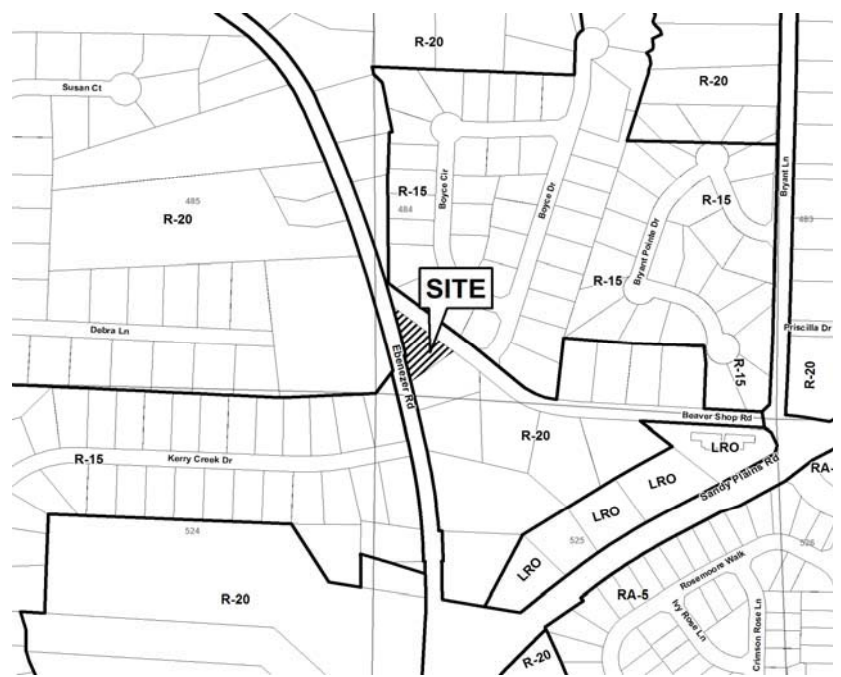 R-20
R-20
Susan Ct
Bryant Ln
Boyce Cir
R-15
Boyce Dr
R-15
485
484
483
R-20
Bryant Pointe Dr
R-15
SITE
Debra Ln
Priscilla Dr
Ebenezer Rd
R-15
R-20
Beaver Shop Rd
R-20
LRO
R-15
Kerry Creek Dr
LRO
Sandy Plains Rd
RA-
LRO
524
525
526
LRO
Rosemoore Walk
R-20
RA-5
Ivy Rose Ln
Crimson Rose Ln
R-20